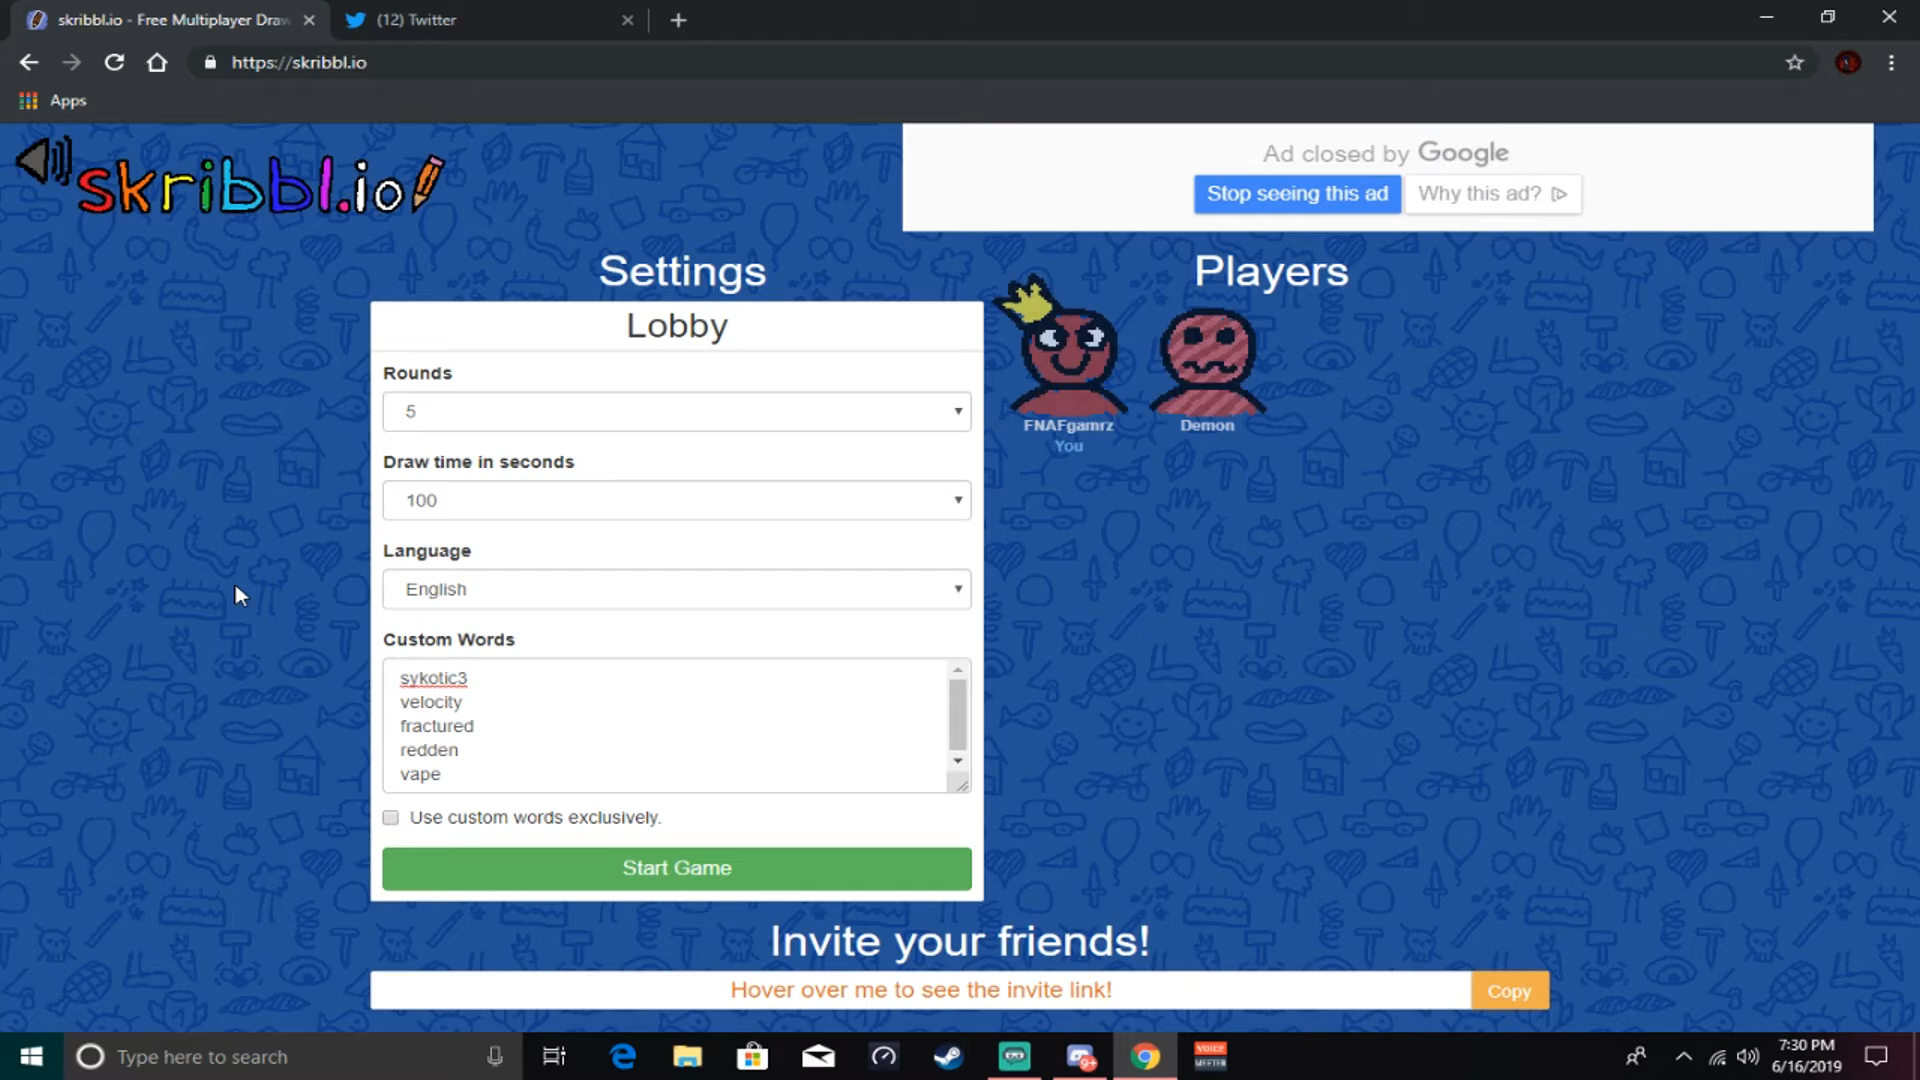 skribbl.io - Free Multiplayer Draw
(12) Twitter
https://skribbl.io
Apps
skribbl.io
Ad closed by Google
Stop seeing this ad
Why this ad?
Settings
Players
Lobby
Rounds
5
Draw time in seconds
100
Language
English
Custom Words
sykotic3
velocity
fractured
redden
vape
Use custom words exclusively.
Start Game
FNAFgamrz
You
Demon
Invite your friends!
Hover over me to see the invite link!
Copy
Type here to search
9+
VOICE
MEETER
7:30 PM
6/16/2019